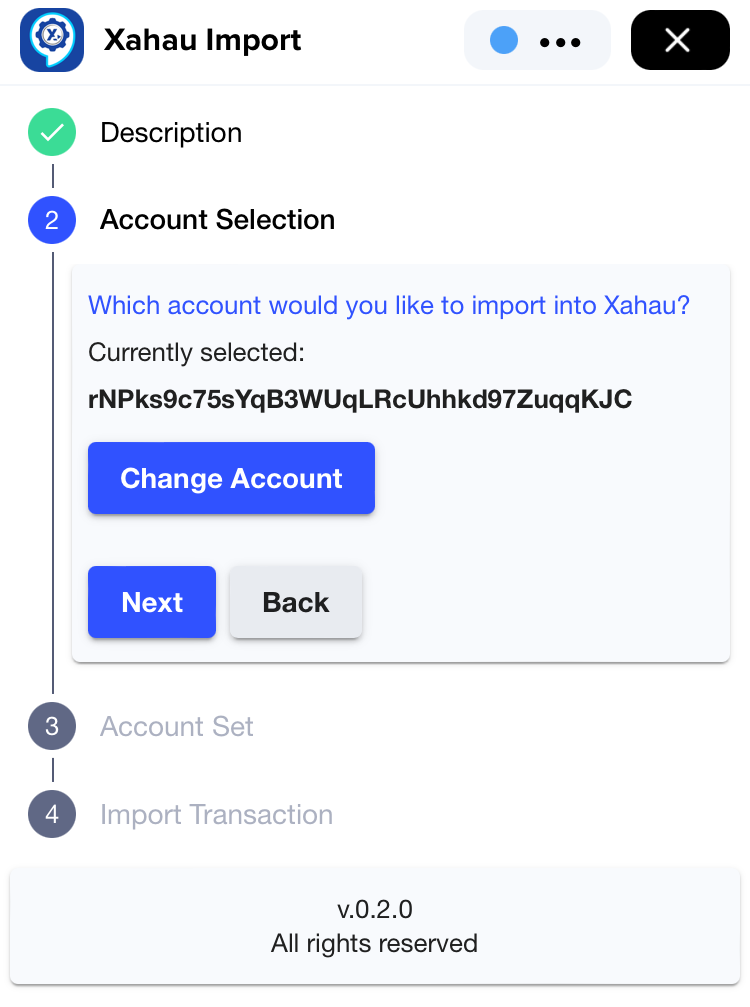 Xahau Import
Description
2
Account Selection
Which account would you like to import into Xahau?
Currently selected:
rNPks9c75sYqB3WUqLRcUhhkd97ZuqqKJC
Change Account
Next
Back
3
Account Set
4
Import Transaction
v.0.2.0
All rights reserved